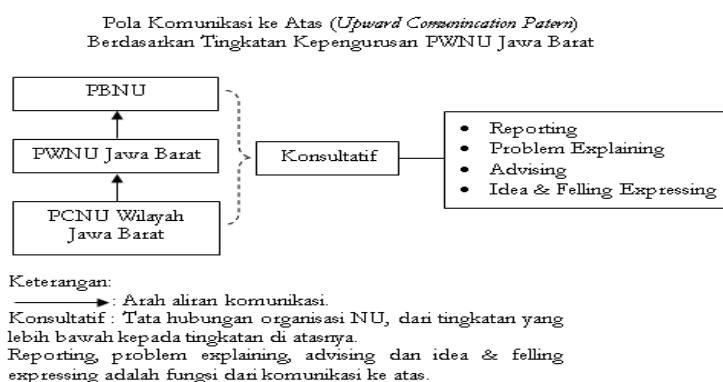 Pola Komunikasi ke Atas (Upward Comunincation Patern)
Berdasarkan Tingkatan Kepengurusan PWNU Jawa Barat
PBNU
PWNU Jawa Barat
PCNU Wilayah
Jawa Barat
Konsultatif
• Reporting
• Problem Explaining
• Advising
• Idea & Felling Expressing
Keterangan:
: Arah aliran komunikasi.
Konsultatif : Tata hubungan organisasi NU, dari tingkatan yang
lebih bawah kepada tingkatan di atasnya.
Reporting, problem explaining, advising dan idea & felling
expressing adalah fungsi dari komunikasi ke atas.